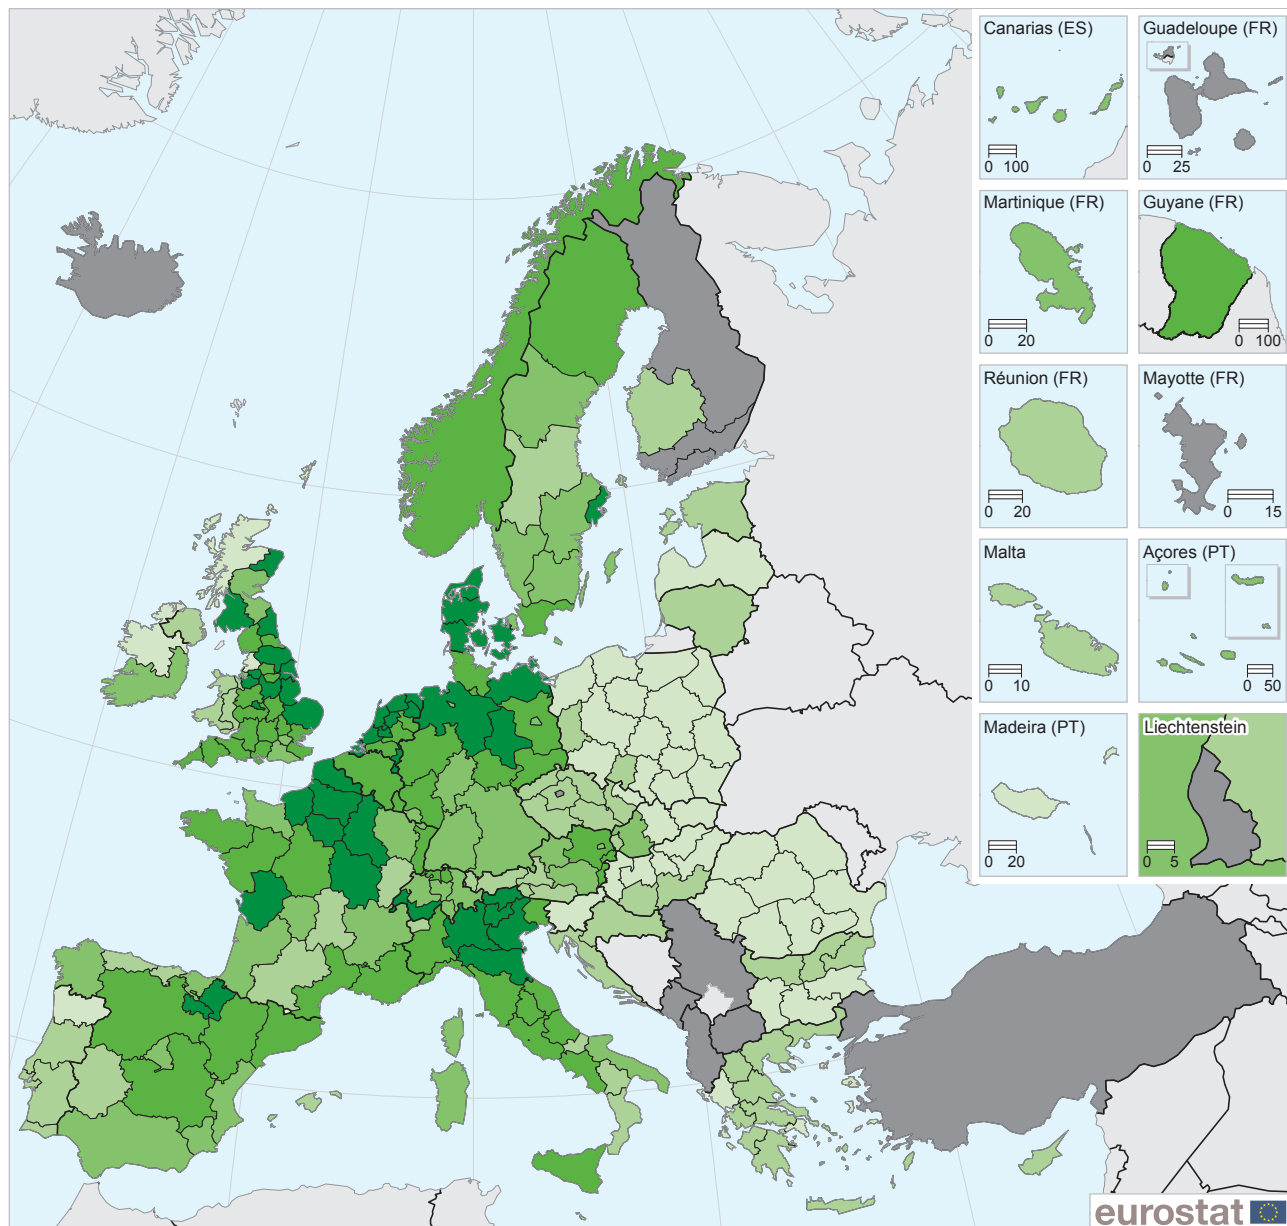 Canarias (ES)
0 100
Guadeloupe (FR)
0 25
Martinique (FR)
0 20
Guyane (FR)
0 100
Réunion (FR)
0 20
Mayotte (FR)
0 15
Malta
0 10
Açores (PT)
0 50
Madeira (PT)
0 20
Liechtenstein
0 5
eurostat